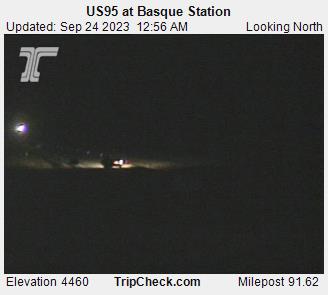 US95 at Basque Station
Updated: Sep 24 2023 12:56 AM Looking North
Elevation 4460 TripCheck.com Milepost 91.62